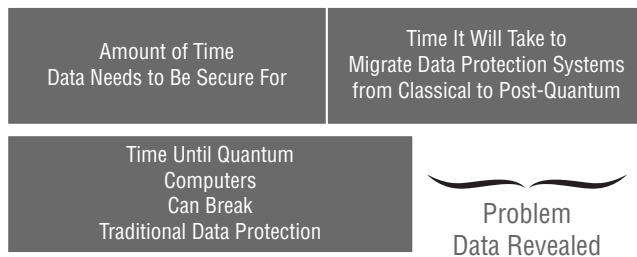 Amount of Time
Data Needs to Be Secure For
Time It Will Take to
Migrate Data Protection Systems
from Classical to Post-Quantum
Time Until Quantum
Computers
Can Break
Traditional Data Protection
Problem
Data Revealed